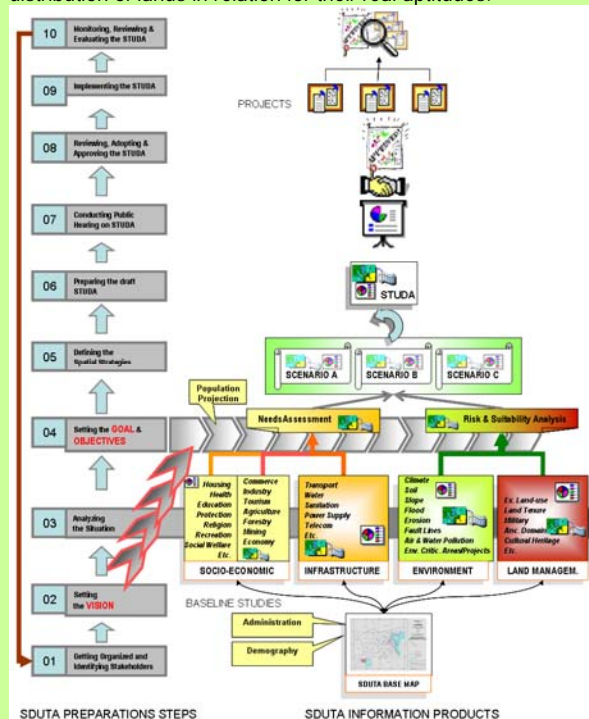 distribution of lands in relation for their real aptitudes.
10
Monitoring, Reviewing &
Evaluating the STUDA
09
Implementing the STUDA
08
Reviewing, Adopting &
Approving the STUDA
07
Conducting Public
Hearing on STUDA
06
Preparing the draft
STUDA
05
Defining the
Spatial Strategies
04
Setting the GOAL &
OBJECTIVES
03
Analyzing
the Situation
02
Setting
the VISION
01
Getting Organized and
Identifying Stakeholders
SDUTA PREPARATIONS STEPS
PROJECTS
APPROVED!
STUDA
SCENARIO A
SCENARIO B
SCENARIO C
Population
Projection
NeedsAssessment
Risk & Suitability Analysis
Housing
Health
Education
Protection
Religion
Recreation
Social Welfare
Etc.
Commerce
Industry
Tourism
Agriculture
Forestry
Mining
Economy
SOCIO-ECONOMIC
Transport
Water
Sanitation
Power Supply
Telecom
Etc.
INFRASTRUCTURE
Climate
Soil
Slope
Flood
Erosion
Fault Lines
Air & Water Pollution
Env. Critic. Areas/Projects
ENVIRONMENT
Ex. Land-use
Land Tenure
Military
Anc. Domain
Cultural Heritage
Etc.
LAND MANAGEM.
BASELINE STUDIES
Administration
Demography
SDUTA BASE MAP
SDUTA INFORMATION PRODUCTS